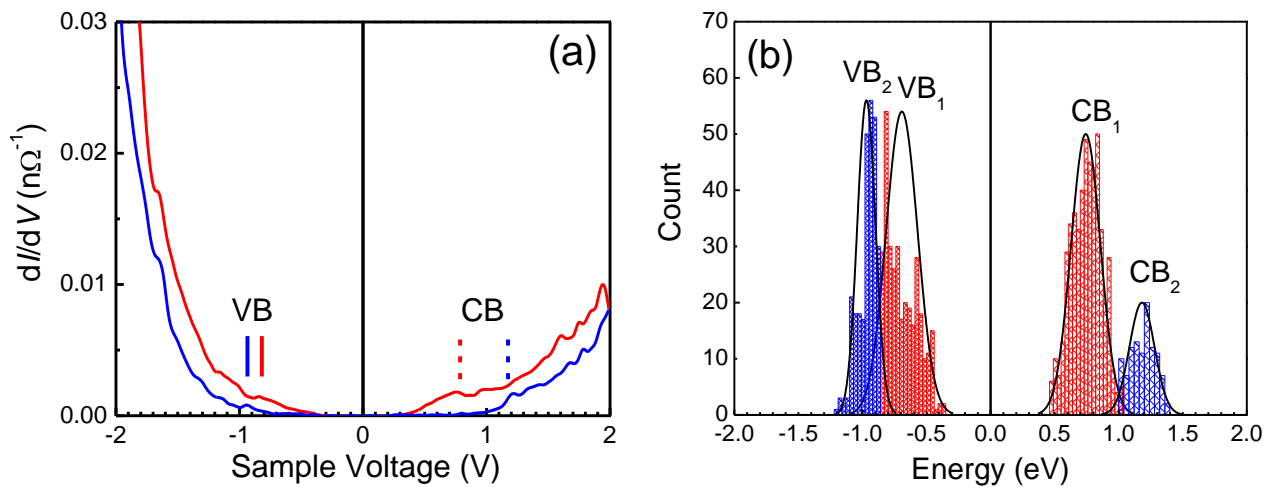 (a)
0.03
0.02
0.01
0.00
dI/dV (nΩ⁻¹)
VB
CB
-2
-1
0
1
2
Sample Voltage (V)
(b)
70
60
50
40
30
20
10
0
Count
VB₂
VB₁
CB₁
CB₂
-2.0
-1.5
-1.0
-0.5
0.0
0.5
1.0
1.5
2.0
Energy (eV)